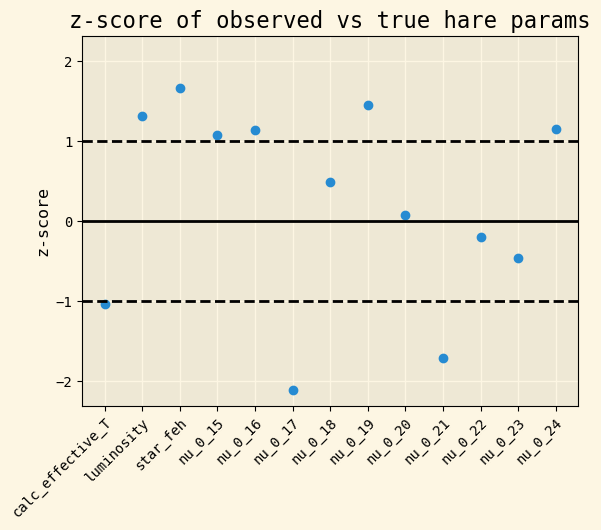 z-score of observed vs true hare params
z-score
2
1
0
−1
−2
calc_effective_T
luminosity
star_feh
nu_0_15
nu_0_16
nu_0_17
nu_0_18
nu_0_19
nu_0_20
nu_0_21
nu_0_22
nu_0_23
nu_0_24